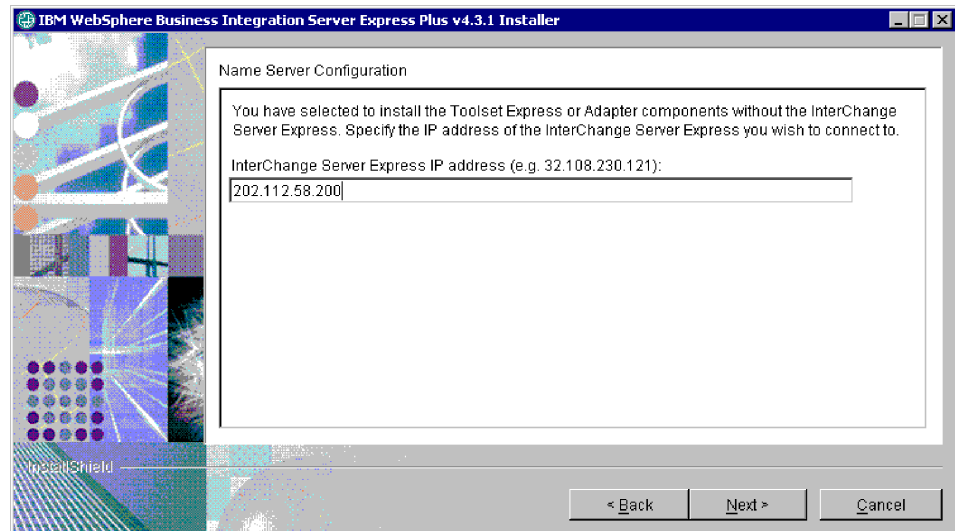 IBM WebSphere Business Integration Server Express Plus v4.3.1 Installer
Name Server Configuration
You have selected to install the Toolset Express or Adapter components without the InterChange
Server Express. Specify the IP address of the InterChange Server Express you wish to connect to.
InterChange Server Express IP address (e.g. 32.108.230.121):
202.112.58.200
InstallShield
< Back
Next >
Cancel